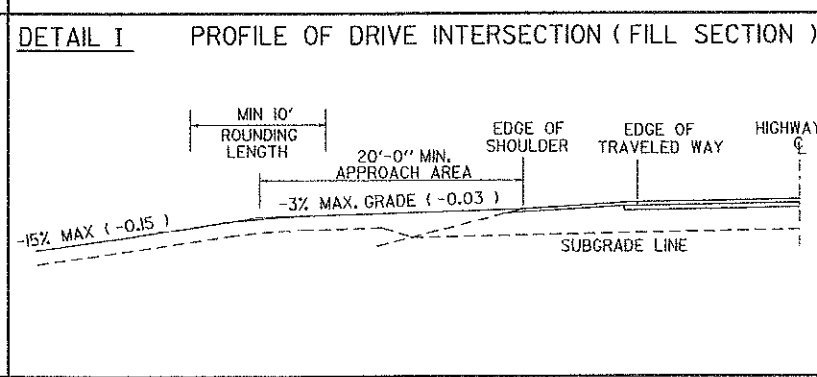 DETAIL I PROFILE OF DRIVE INTERSECTION ( FILL SECTION )
MIN 10'
ROUNDING
LENGTH
20'-0" MIN.
APPROACH AREA
EDGE OF
SHOULDER
EDGE OF
TRAVELED WAY
HIGHWAY
℄
-3% MAX. GRADE ( -0.03 )
-15% MAX ( -0.15 )
SUBGRADE LINE